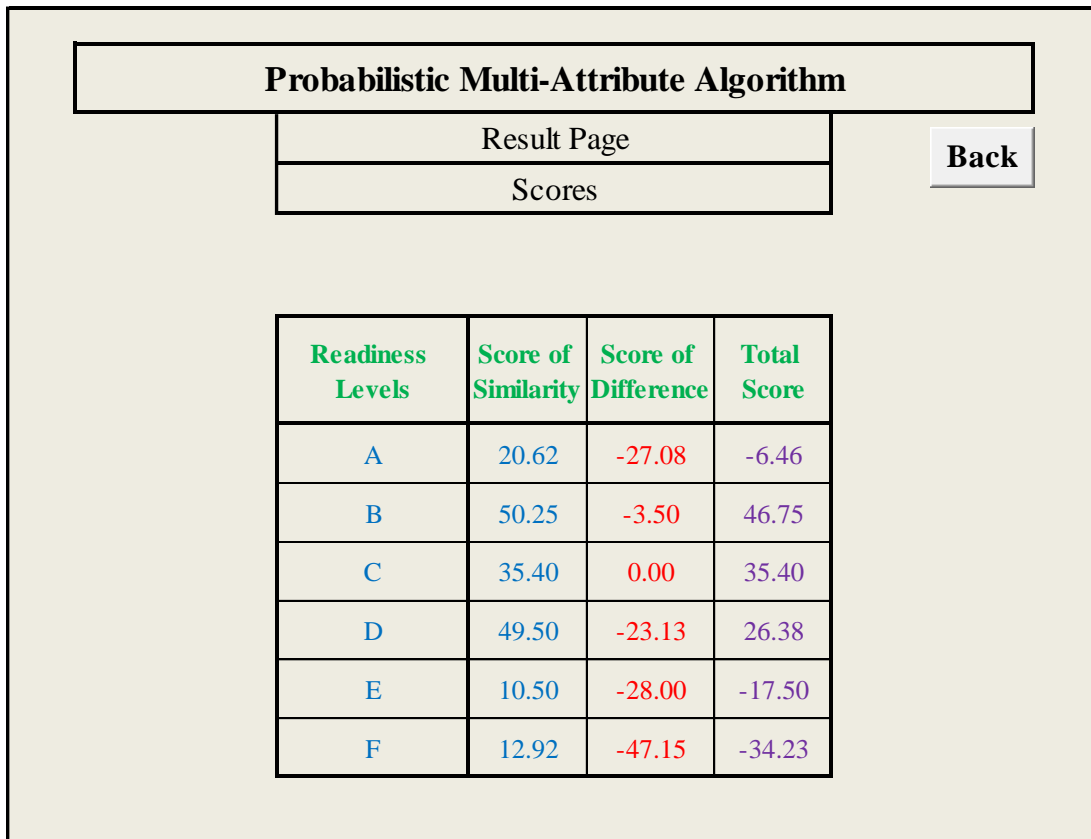 Probabilistic Multi-Attribute Algorithm
Result Page
Back
Scores
Readiness Levels Score of Similarity Score of Difference Total Score
A 20.62 -27.08 -6.46
B 50.25 -3.50 46.75
C 35.40 0.00 35.40
D 49.50 -23.13 26.38
E 10.50 -28.00 -17.50
F 12.92 -47.15 -34.23